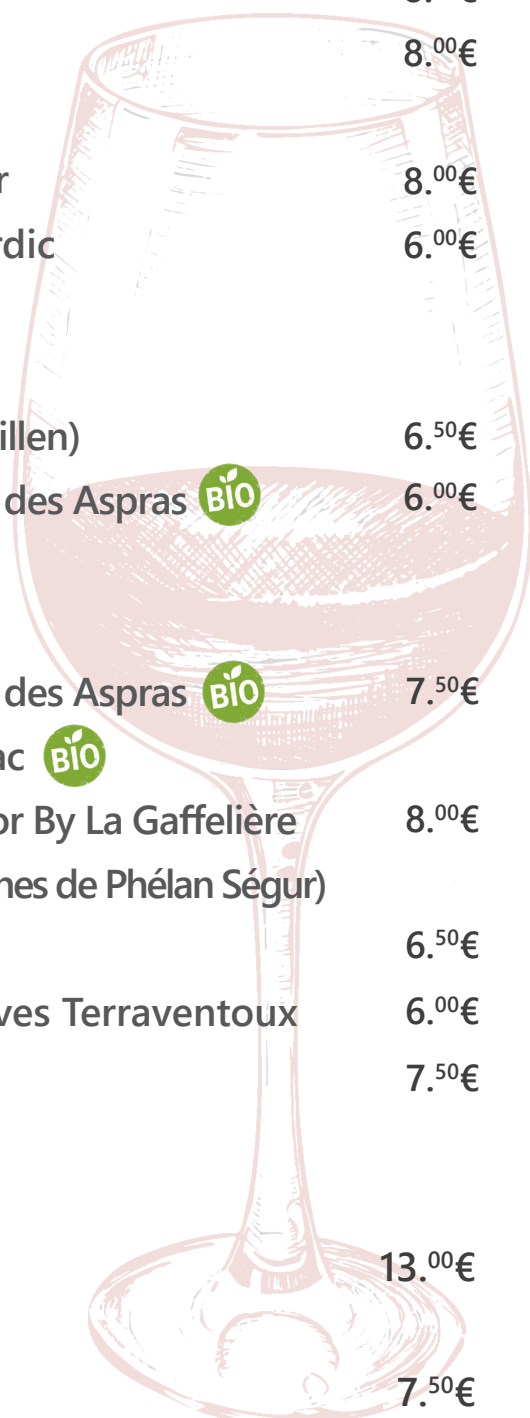 8.00€
r 8.00€
rdic 6.00€
illen) 6.50€
des Aspras BIO 6.00€
des Aspras BIO 7.50€
ac BIO
or By La Gaffelière 8.00€
nes de Phélan Ségur)
6.50€
ves Terraventoux 6.00€
7.50€
13.00€
7.50€